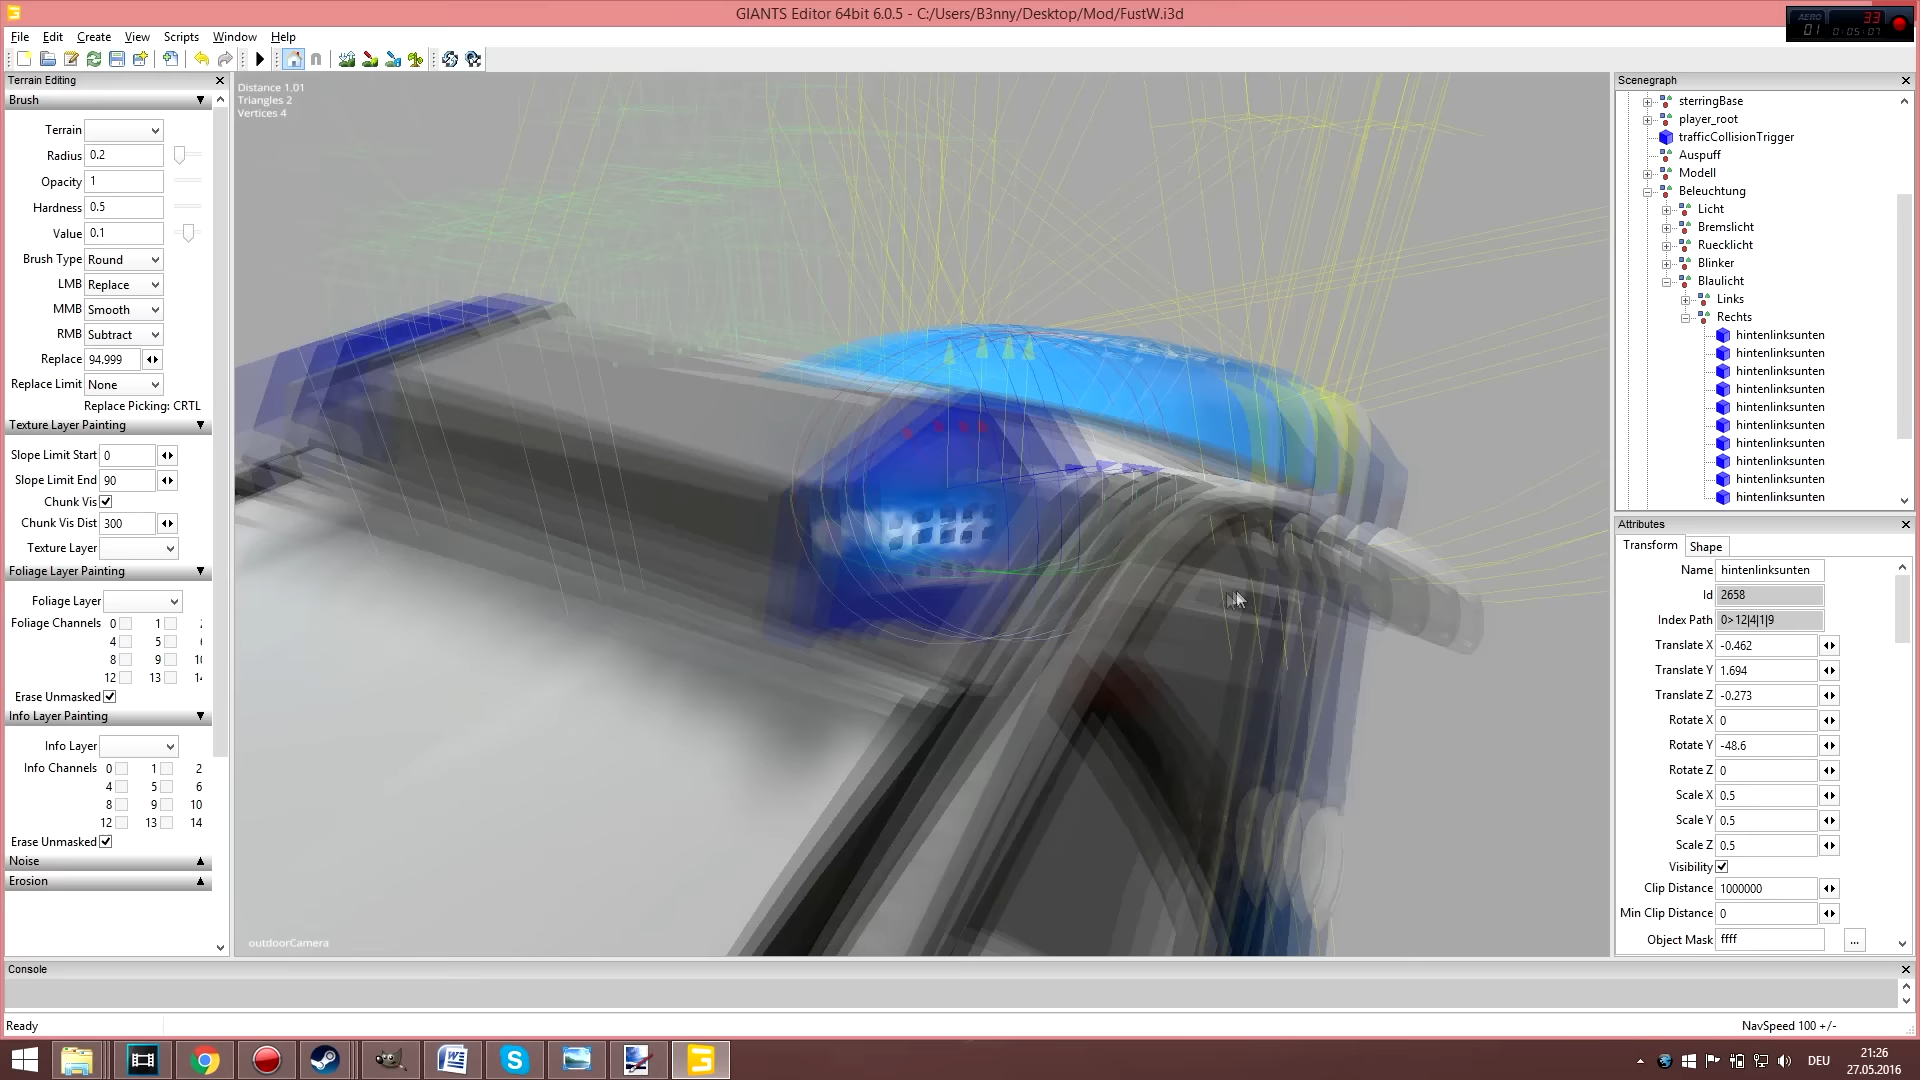 GIANTS Editor 64bit 6.0.5 - C:/Users/B3nny/Desktop/Mod/FustW.i3d
AERO 01 33 0:05:07
File Edit Create View Scripts Window Help
Terrain Editing
Brush
Terrain
Radius 0.2
Opacity 1
Hardness 0.5
Value 0.1
Brush Type Round
LMB Replace
MMB Smooth
RMB Subtract
Replace 94.999
Replace Limit None
Replace Picking: CRTL
Texture Layer Painting
Slope Limit Start 0
Slope Limit End 90
Chunk Vis
Chunk Vis Dist 300
Texture Layer
Foliage Layer Painting
Foliage Layer
Foliage Channels 0 1
4 5
8 9 10
12 13 14
Erase Unmasked
Info Layer Painting
Info Layer
Info Channels 0 1 2
4 5 6
8 9 10
12 13 14
Erase Unmasked
Noise
Erosion
Distance 1.01
Triangles 2
Vertices 4
outdoorCamera
Scenegraph
sterringBase
player_root
trafficCollisionTrigger
Auspuff
Modell
Beleuchtung
Licht
Bremslicht
Ruecklicht
Blinker
Blaulicht
Links
Rechts
hintenlinksunten
hintenlinksunten
hintenlinksunten
hintenlinksunten
hintenlinksunten
hintenlinksunten
hintenlinksunten
hintenlinksunten
hintenlinksunten
hintenlinksunten
Attributes
Transform Shape
Name hintenlinksunten
Id 2658
Index Path 0>12|4|1|9
Translate X -0.462
Translate Y 1.694
Translate Z -0.273
Rotate X 0
Rotate Y -48.6
Rotate Z 0
Scale X 0.5
Scale Y 0.5
Scale Z 0.5
Visibility
Clip Distance 1000000
Min Clip Distance 0
Object Mask ffff ...
Console
Ready
NavSpeed 100 +/-
DEU
21:26
27.05.2016